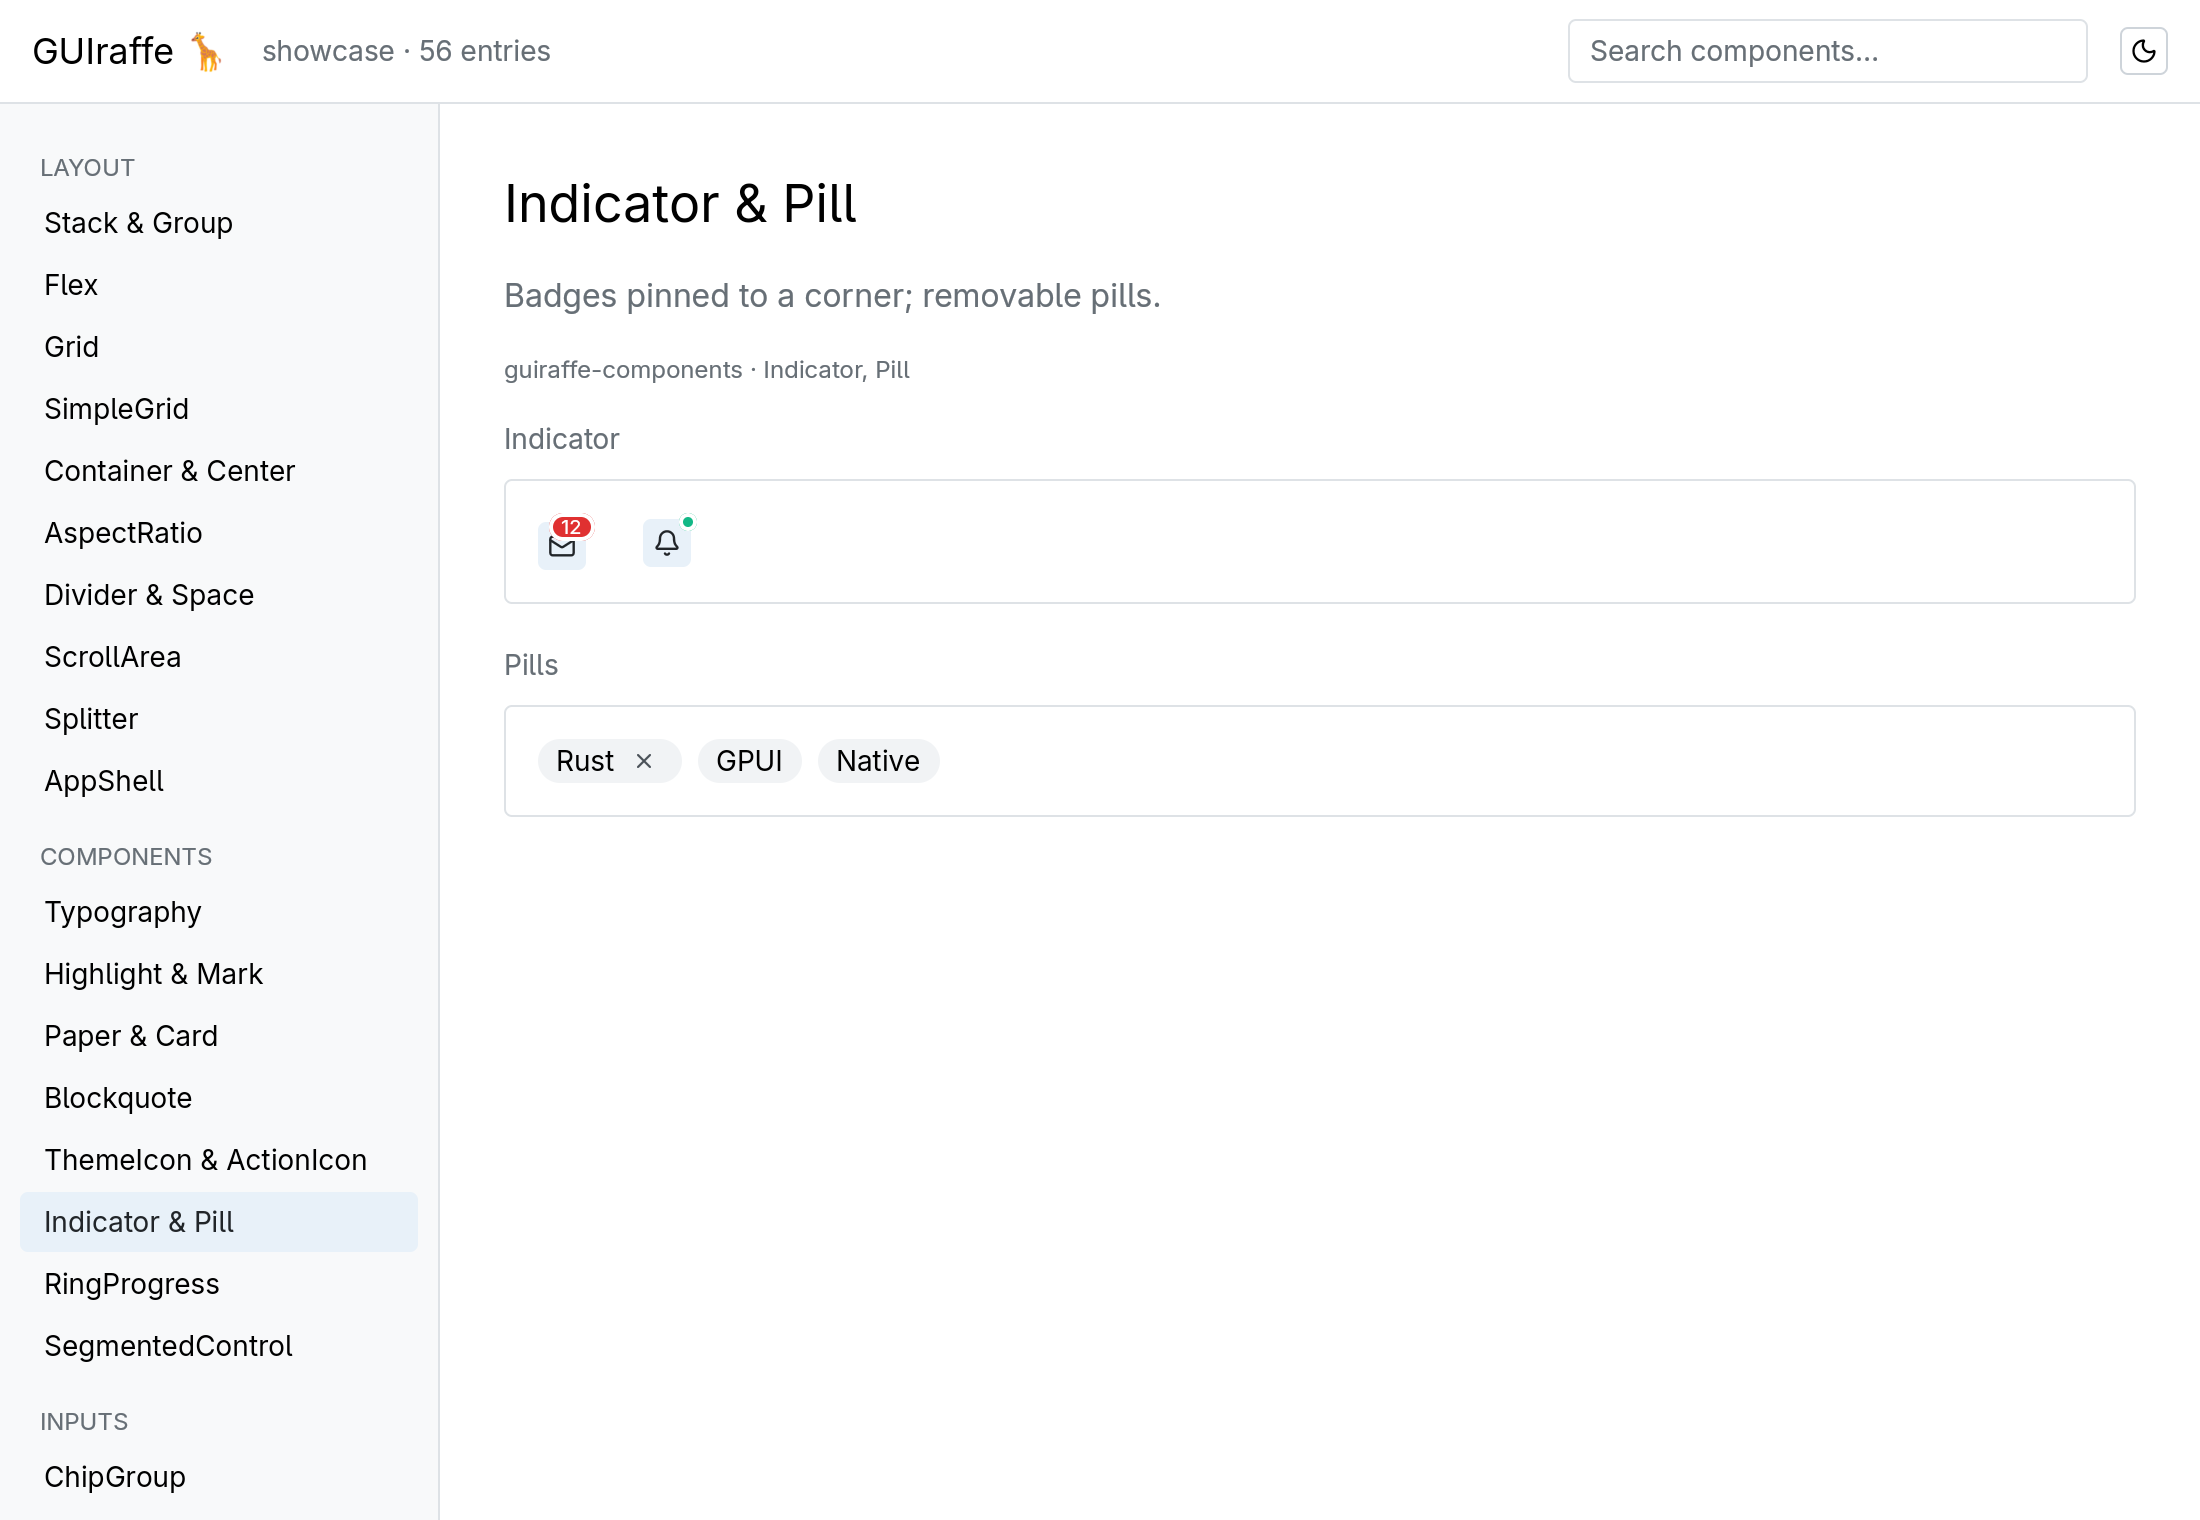 GUIraffe 🦒 showcase · 56 entries Search components...
LAYOUT
Stack & Group
Flex
Grid
SimpleGrid
Container & Center
AspectRatio
Divider & Space
ScrollArea
Splitter
AppShell
COMPONENTS
Typography
Highlight & Mark
Paper & Card
Blockquote
ThemeIcon & ActionIcon
Indicator & Pill
RingProgress
SegmentedControl
INPUTS
ChipGroup
Indicator & Pill
Badges pinned to a corner; removable pills.
guiraffe-components · Indicator, Pill
Indicator
12
Pills
Rust × GPUI Native